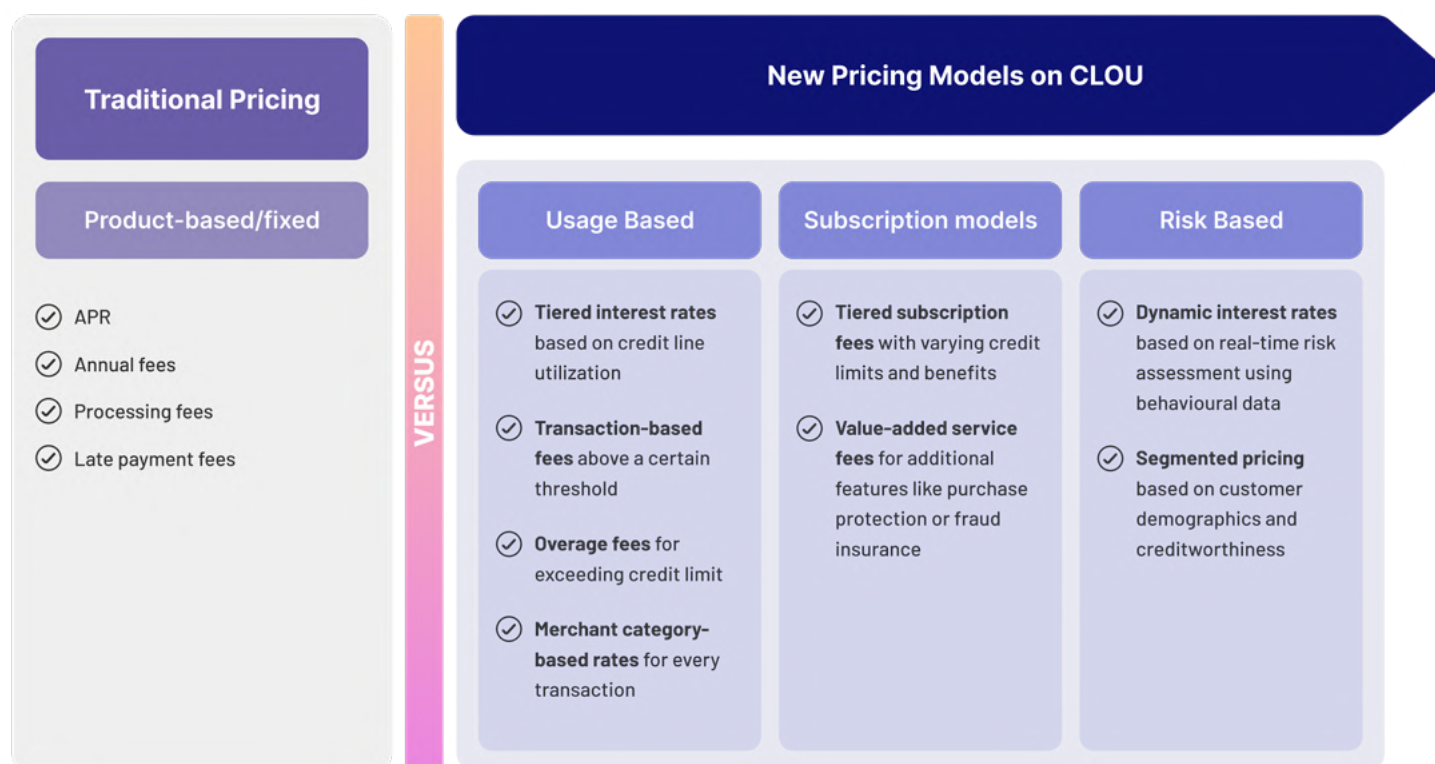 Traditional Pricing
Product-based/fixed
APR
Annual fees
Processing fees
Late payment fees
VERSUS
New Pricing Models on CLOU
Usage Based
Tiered interest rates
based on credit line
utilization
Transaction-based
fees above a certain
threshold
Overage fees for
exceeding credit limit
Merchant category-
based rates for every
transaction
Subscription models
Tiered subscription
fees with varying credit
limits and benefits
Value-added service
fees for additional
features like purchase
protection or fraud
insurance
Risk Based
Dynamic interest rates
based on real-time risk
assessment using
behavioural data
Segmented pricing
based on customer
demographics and
creditworthiness